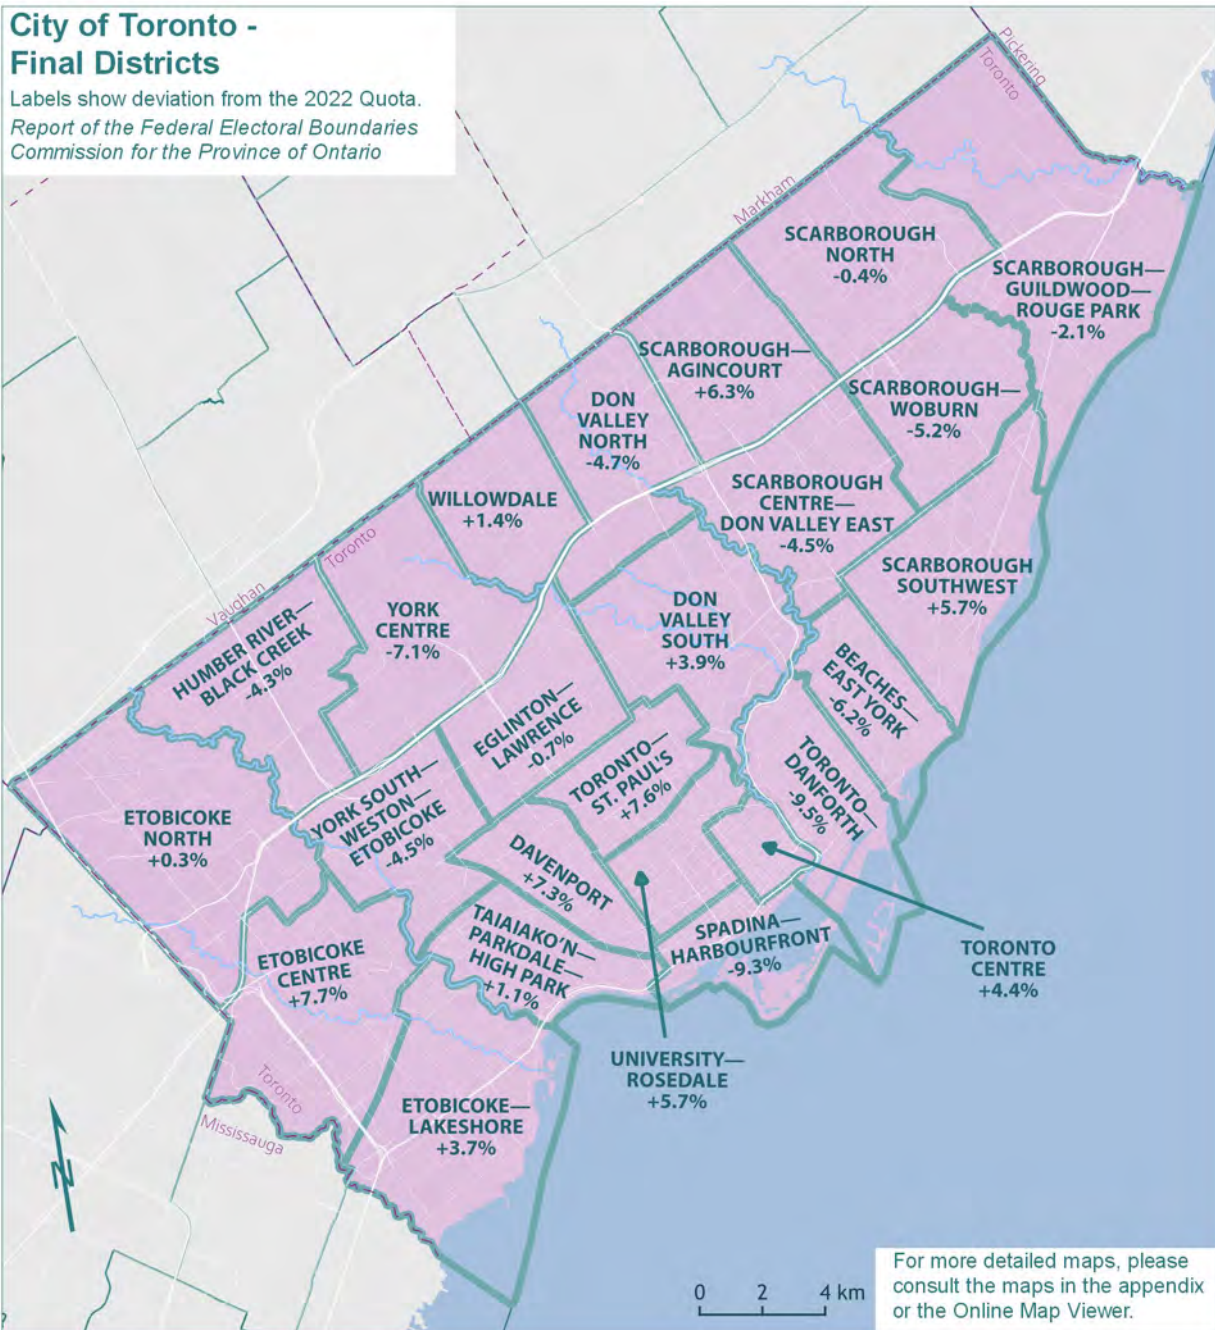 City of Toronto -
Final Districts
Labels show deviation from the 2022 Quota.
Report of the Federal Electoral Boundaries
Commission for the Province of Ontario
Pickering
Toronto
Markham
SCARBOROUGH
NORTH
-0.4%
SCARBOROUGH—
GUILDWOOD—
ROUGE PARK
-2.1%
SCARBOROUGH—
AGINCOURT
+6.3%
SCARBOROUGH—
WOBURN
-5.2%
DON
VALLEY
NORTH
-4.7%
WILLOWDALE
+1.4%
SCARBOROUGH
CENTRE—
DON VALLEY EAST
-4.5%
SCARBOROUGH
SOUTHWEST
+5.7%
Toronto
Vaughan
YORK
CENTRE
-7.1%
HUMBER RIVER—
BLACK CREEK
-4.3%
DON
VALLEY
SOUTH
+3.9%
BEACHES—
EAST YORK
-6.2%
EGLINTON—
LAWRENCE
-0.7%
TORONTO—
ST. PAUL'S
+7.6%
TORONTO—
DANFORTH
-9.5%
ETOBICOKE
NORTH
+0.3%
YORK SOUTH—
WESTON—
ETOBICOKE
-4.5%
DAVENPORT
+7.3%
TAIAIAKO'N—
PARKDALE—
HIGH PARK
+1.1%
SPADINA—
HARBOURFRONT
-9.3%
TORONTO
CENTRE
+4.4%
ETOBICOKE
CENTRE
+7.7%
UNIVERSITY—
ROSEDALE
+5.7%
ETOBICOKE—
LAKESHORE
+3.7%
Toronto
Mississauga
N
0 2 4 km
For more detailed maps, please
consult the maps in the appendix
or the Online Map Viewer.